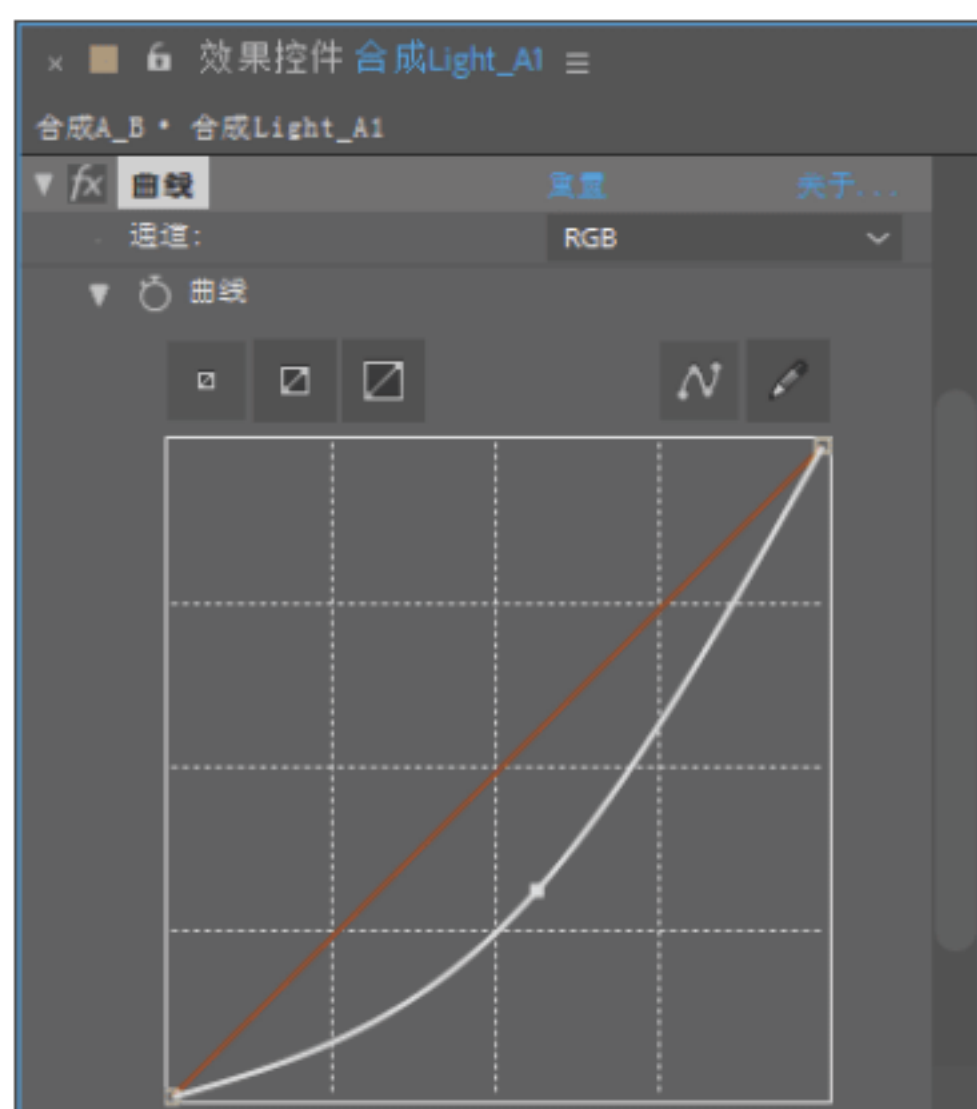 × 效果控件 合成Light_A1 ≡
合成A_B • 合成Light_A1
fx 曲线 重置 关于...
通道: RGB
曲线